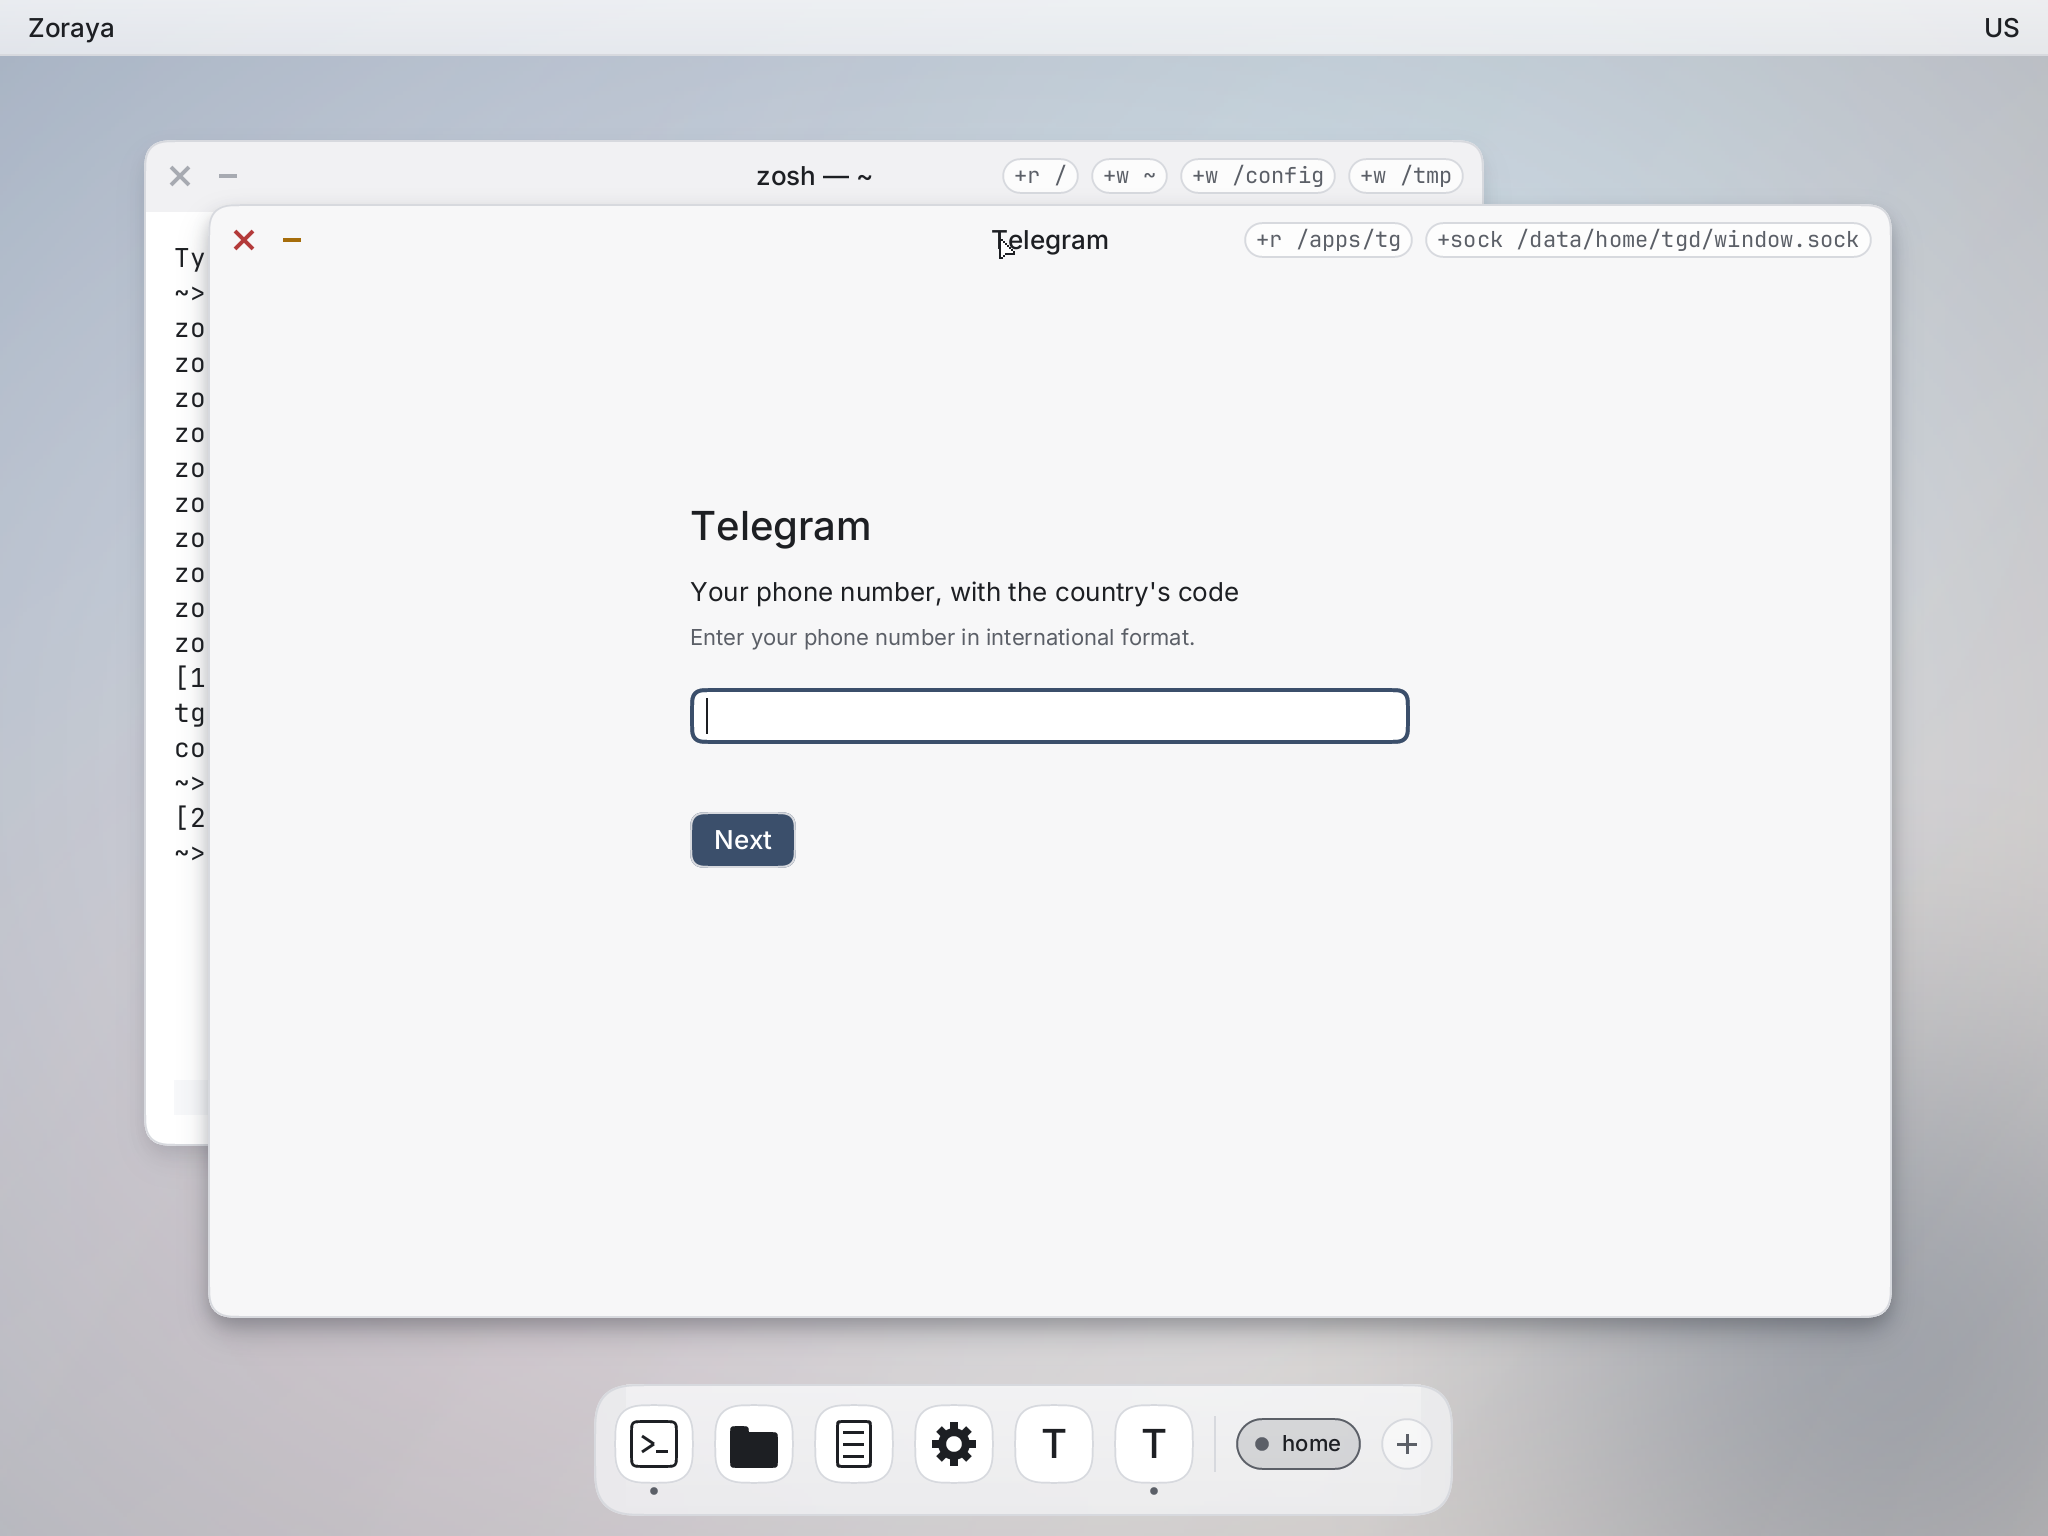 Zoraya
US
zosh — ~
+r /
+w ~
+w /config
+w /tmp
Telegram
+r /apps/tg
+sock /data/home/tgd/window.sock
Ty
~>
zo
zo
zo
zo
zo
zo
zo
zo
zo
zo
[1
tg
co
~>
[2
~>
Telegram
Your phone number, with the country's code
Enter your phone number in international format.
Next
>_
T
T
home
+